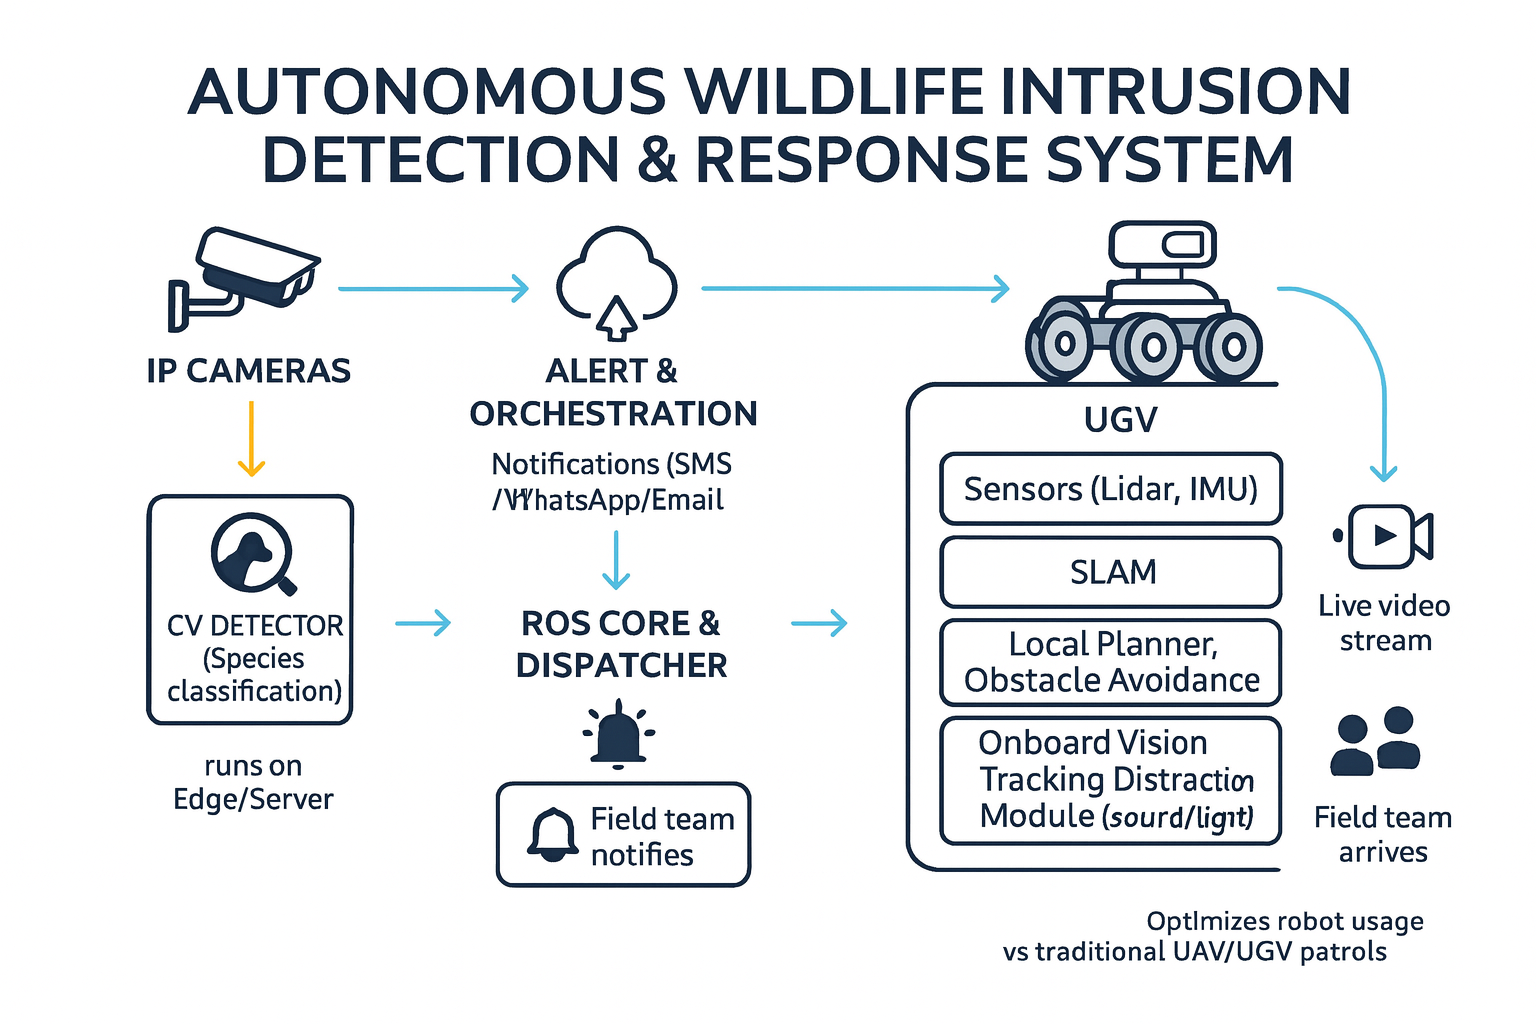 AUTONOMOUS WILDLIFE INTRUSION
DETECTION & RESPONSE SYSTEM
IP CAMERAS
CV DETECTOR
(Species
classification)
runs on
Edge/Server
ALERT &
ORCHESTRATION
Notifications (SMS
/WhatsApp/Email
ROS CORE &
DISPATCHER
Field team
notifies
UGV
Sensors (Lidar, IMU)
SLAM
Local Planner,
Obstacle Avoidance
Onboard Vision
Tracking Distraction
Module (sourd/ligıt)
Live video
stream
Field team
arrives
OptImizes robot usage
vs traditional UAV/UGV patrols